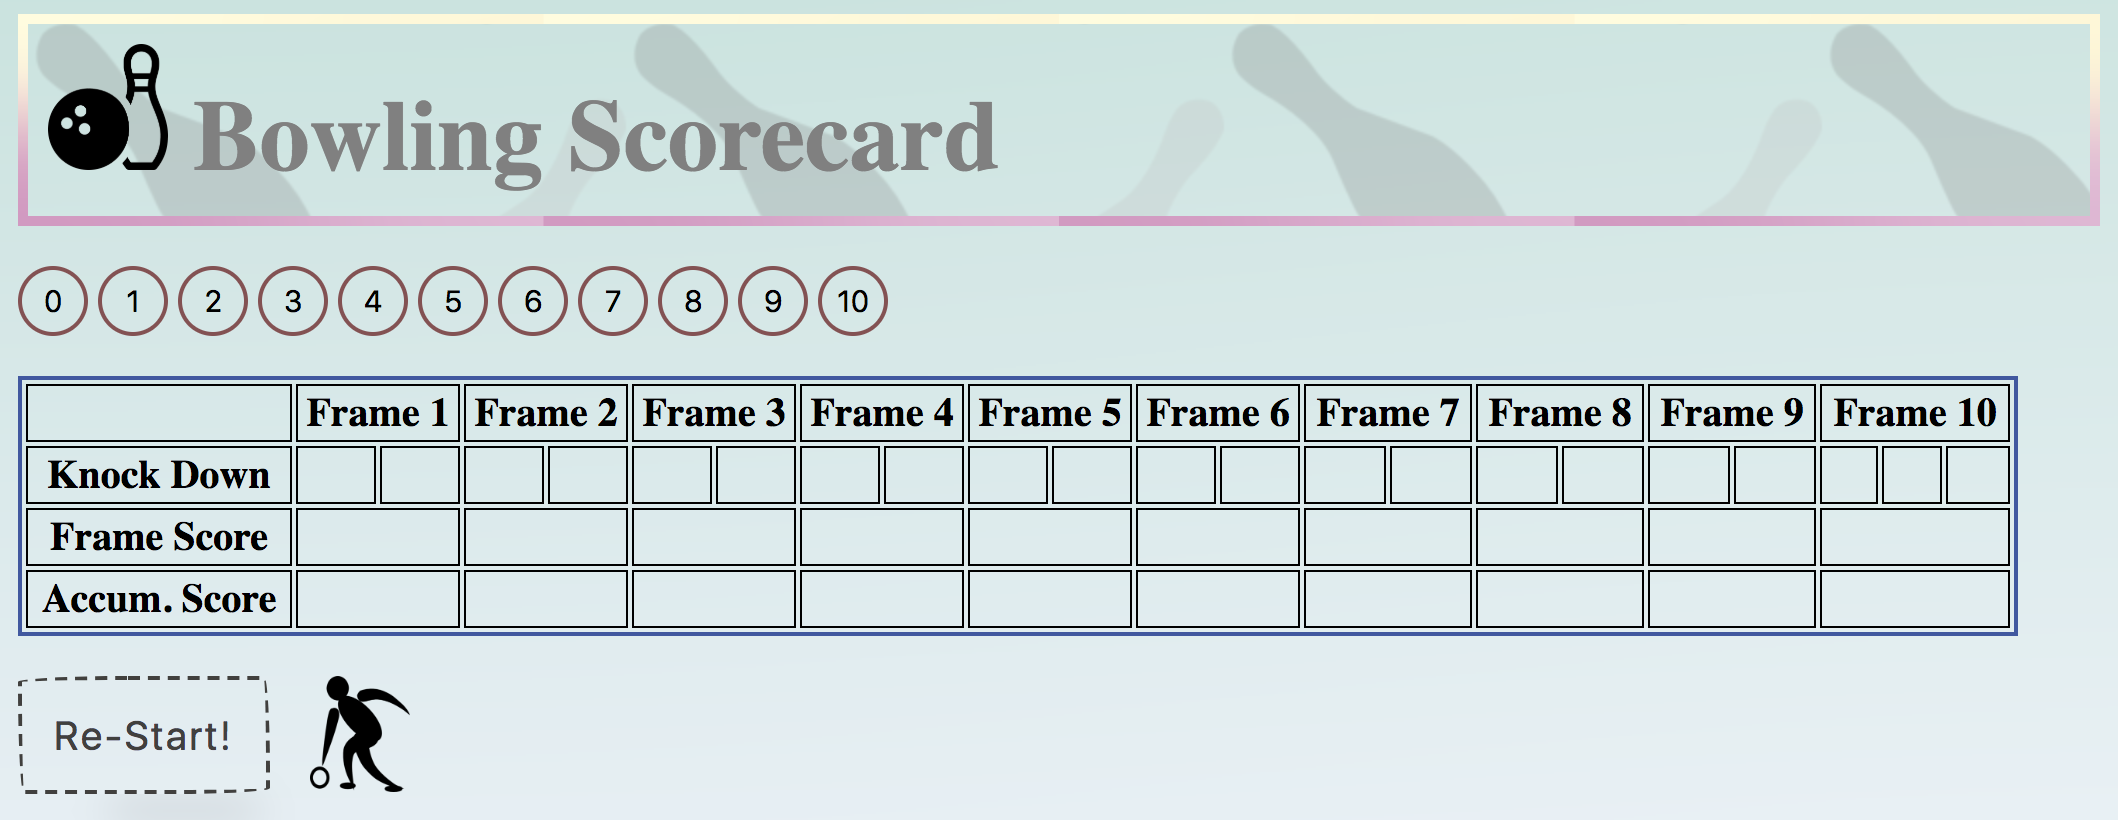 Bowling Scorecard
0 1 2 3 4 5 6 7 8 9 10
Frame 1 Frame 2 Frame 3 Frame 4 Frame 5 Frame 6 Frame 7 Frame 8 Frame 9 Frame 10
Knock Down
Frame Score
Accum. Score
Re-Start!